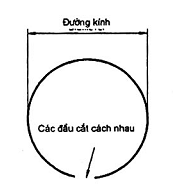 Đường kính
Các đầu cắt cách nhau